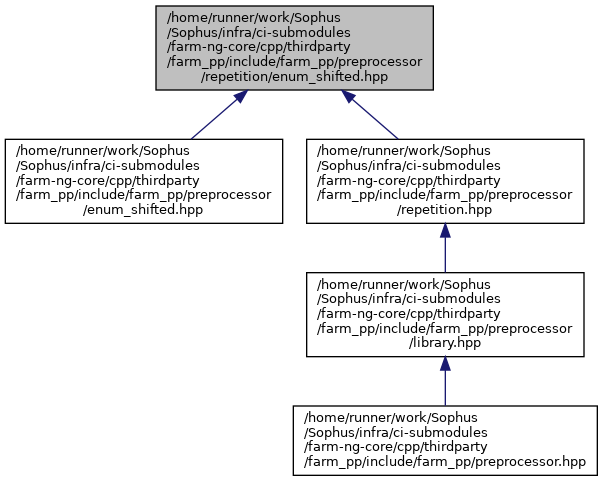 /home/runner/work/Sophus
/Sophus/infra/ci-submodules
/farm-ng-core/cpp/thirdparty
/farm_pp/include/farm_pp/preprocessor
/repetition/enum_shifted.hpp
/home/runner/work/Sophus
/Sophus/infra/ci-submodules
/farm-ng-core/cpp/thirdparty
/farm_pp/include/farm_pp/preprocessor
/enum_shifted.hpp
/home/runner/work/Sophus
/Sophus/infra/ci-submodules
/farm-ng-core/cpp/thirdparty
/farm_pp/include/farm_pp/preprocessor
/repetition.hpp
/home/runner/work/Sophus
/Sophus/infra/ci-submodules
/farm-ng-core/cpp/thirdparty
/farm_pp/include/farm_pp/preprocessor
/library.hpp
/home/runner/work/Sophus
/Sophus/infra/ci-submodules
/farm-ng-core/cpp/thirdparty
/farm_pp/include/farm_pp/preprocessor.hpp